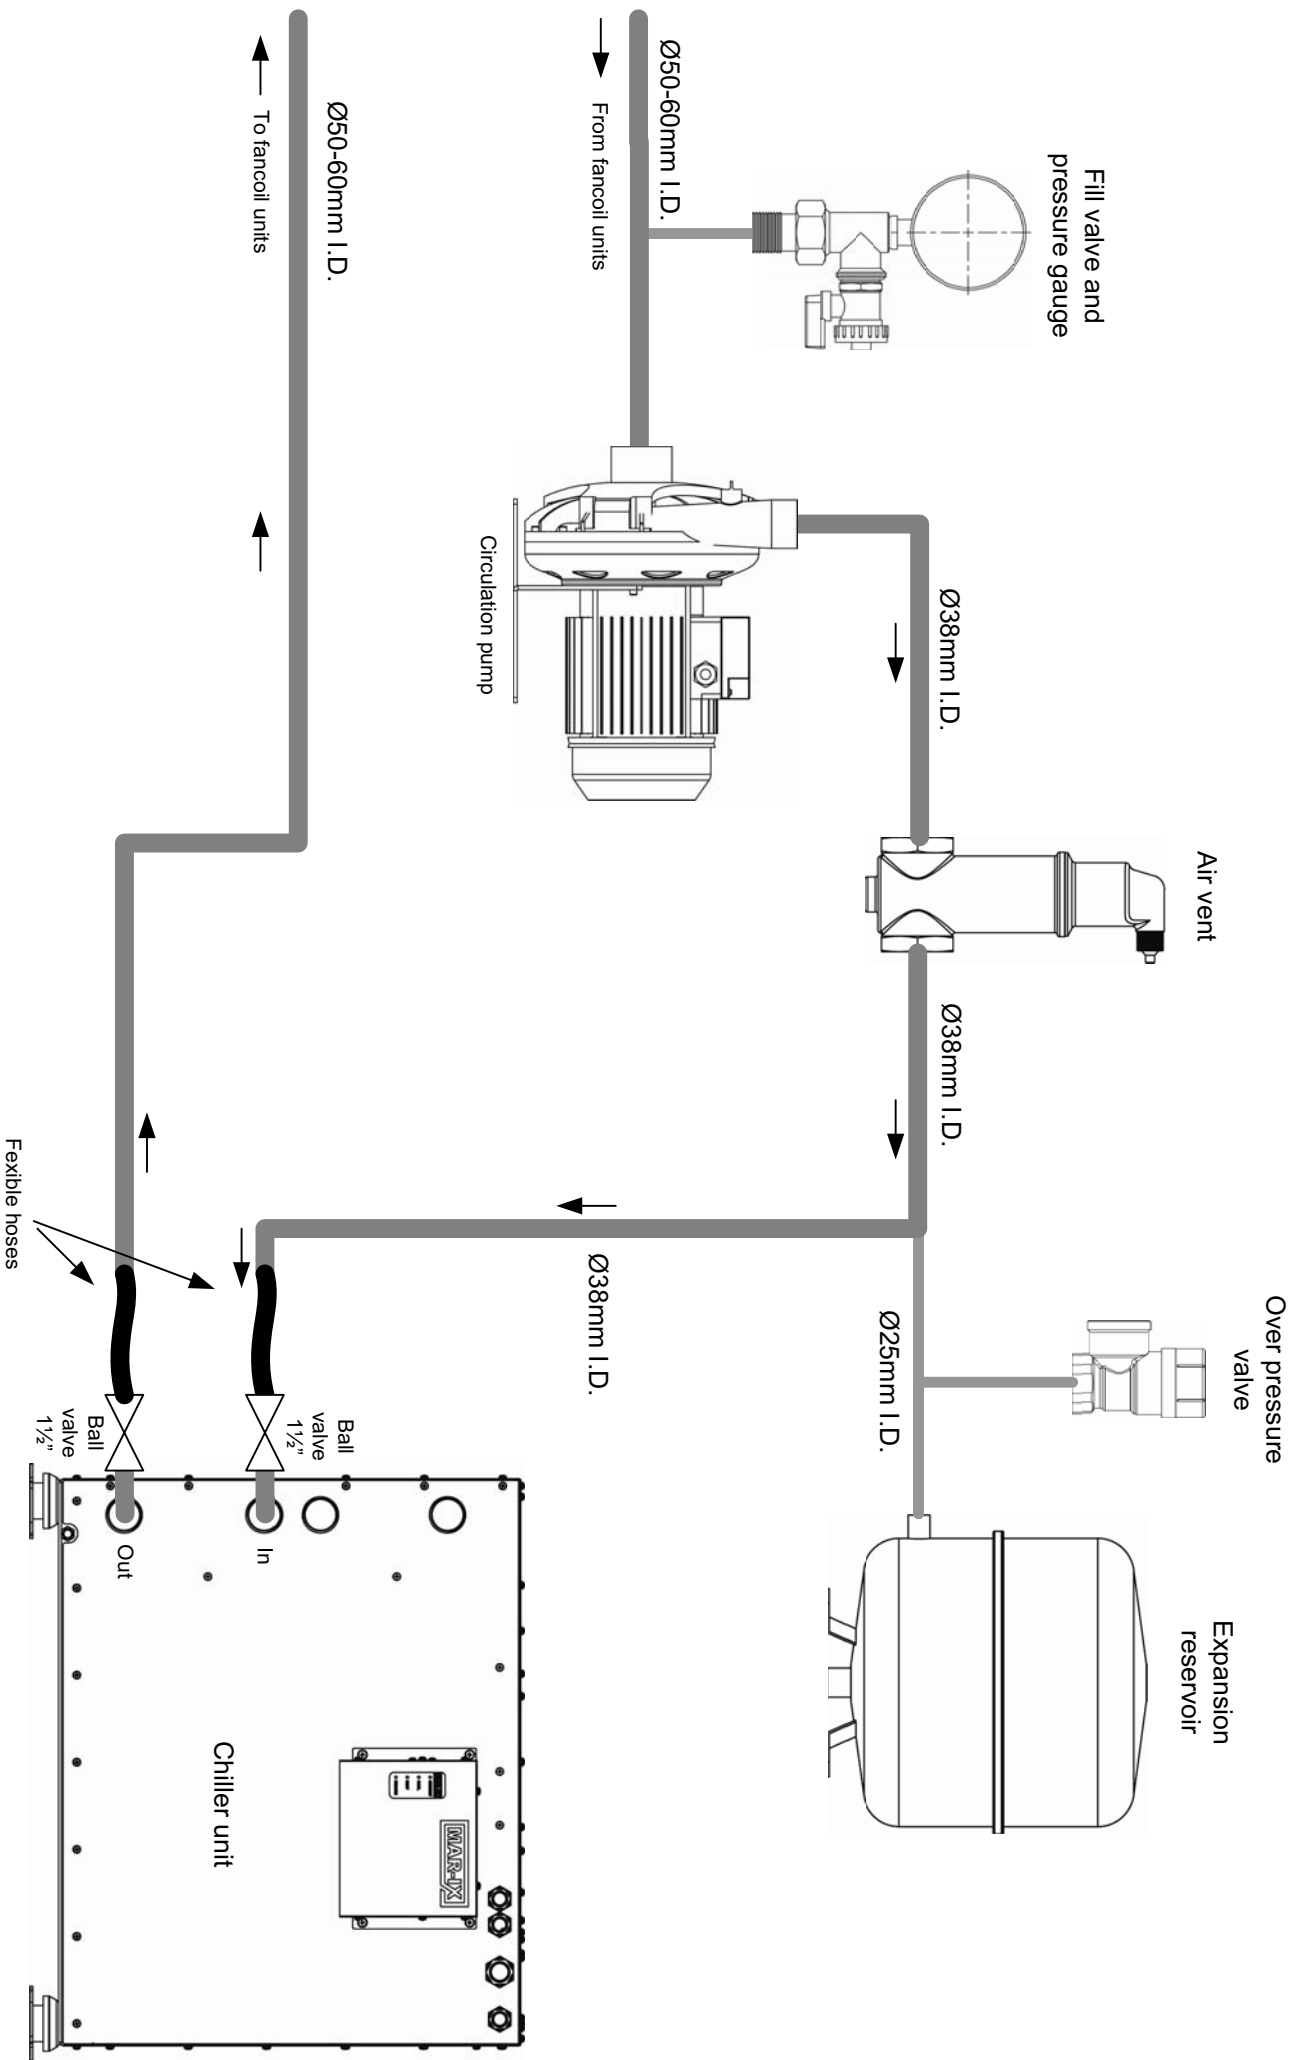 Over pressure
valve
Expansion
reservoir
Air vent
Fill valve and
pressure gauge
Ø25mm I.D.
Ø38mm I.D.
Ø38mm I.D.
Ø50-60mm I.D.
From fancoil units
Circulation pump
Ø38mm I.D.
MAR-IX
Ø50-60mm I.D.
To fancoil units
Ball
valve
1½”
In
Chiller unit
Ball
valve
1½”
Out
Fexible hoses